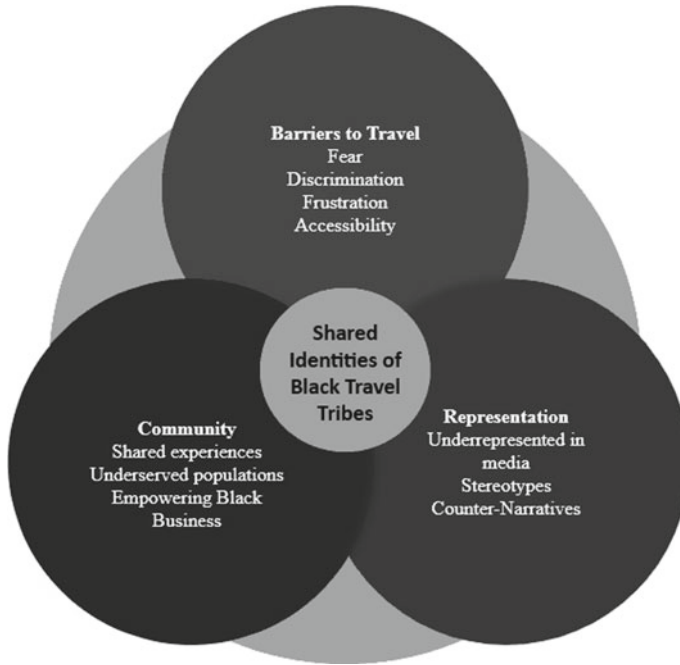 Barriers to Travel
Fear
Discrimination
Frustration
Accessibility
Shared
Identities of
Black Travel
Tribes
Community
Shared experiences
Underserved populations
Empowering Black
Business
Representation
Underrepresented in
media
Stereotypes
Counter-Narratives